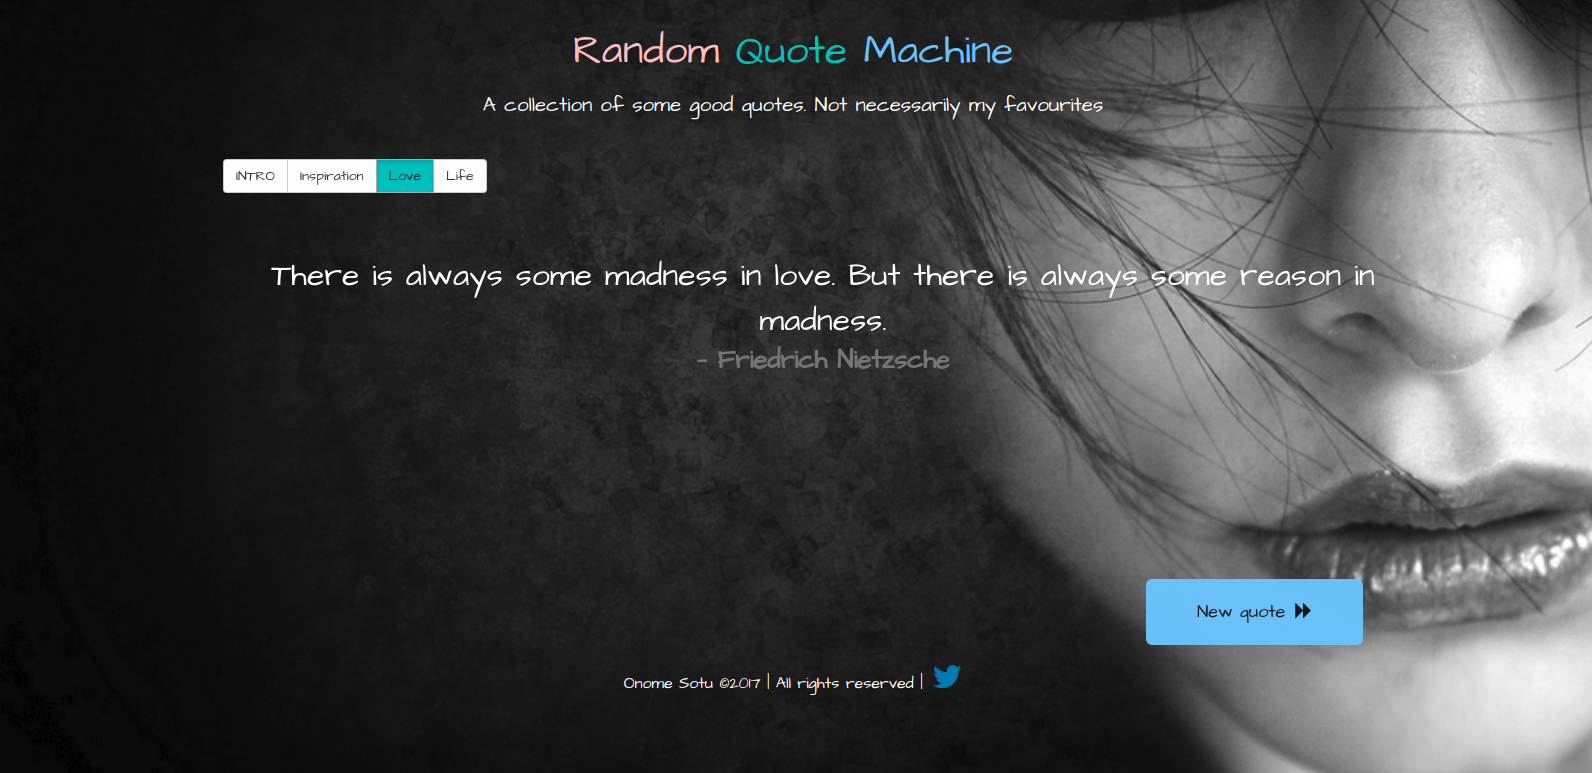 Random Quote Machine
A collection of some good quotes. Not necessarily my favourites
INTRO Inspiration Love Life
There is always some madness in love. But there is always some reason in
madness.
- Friedrich Nietzsche
New quote
Onome Sotu ©2017 | All rights reserved |